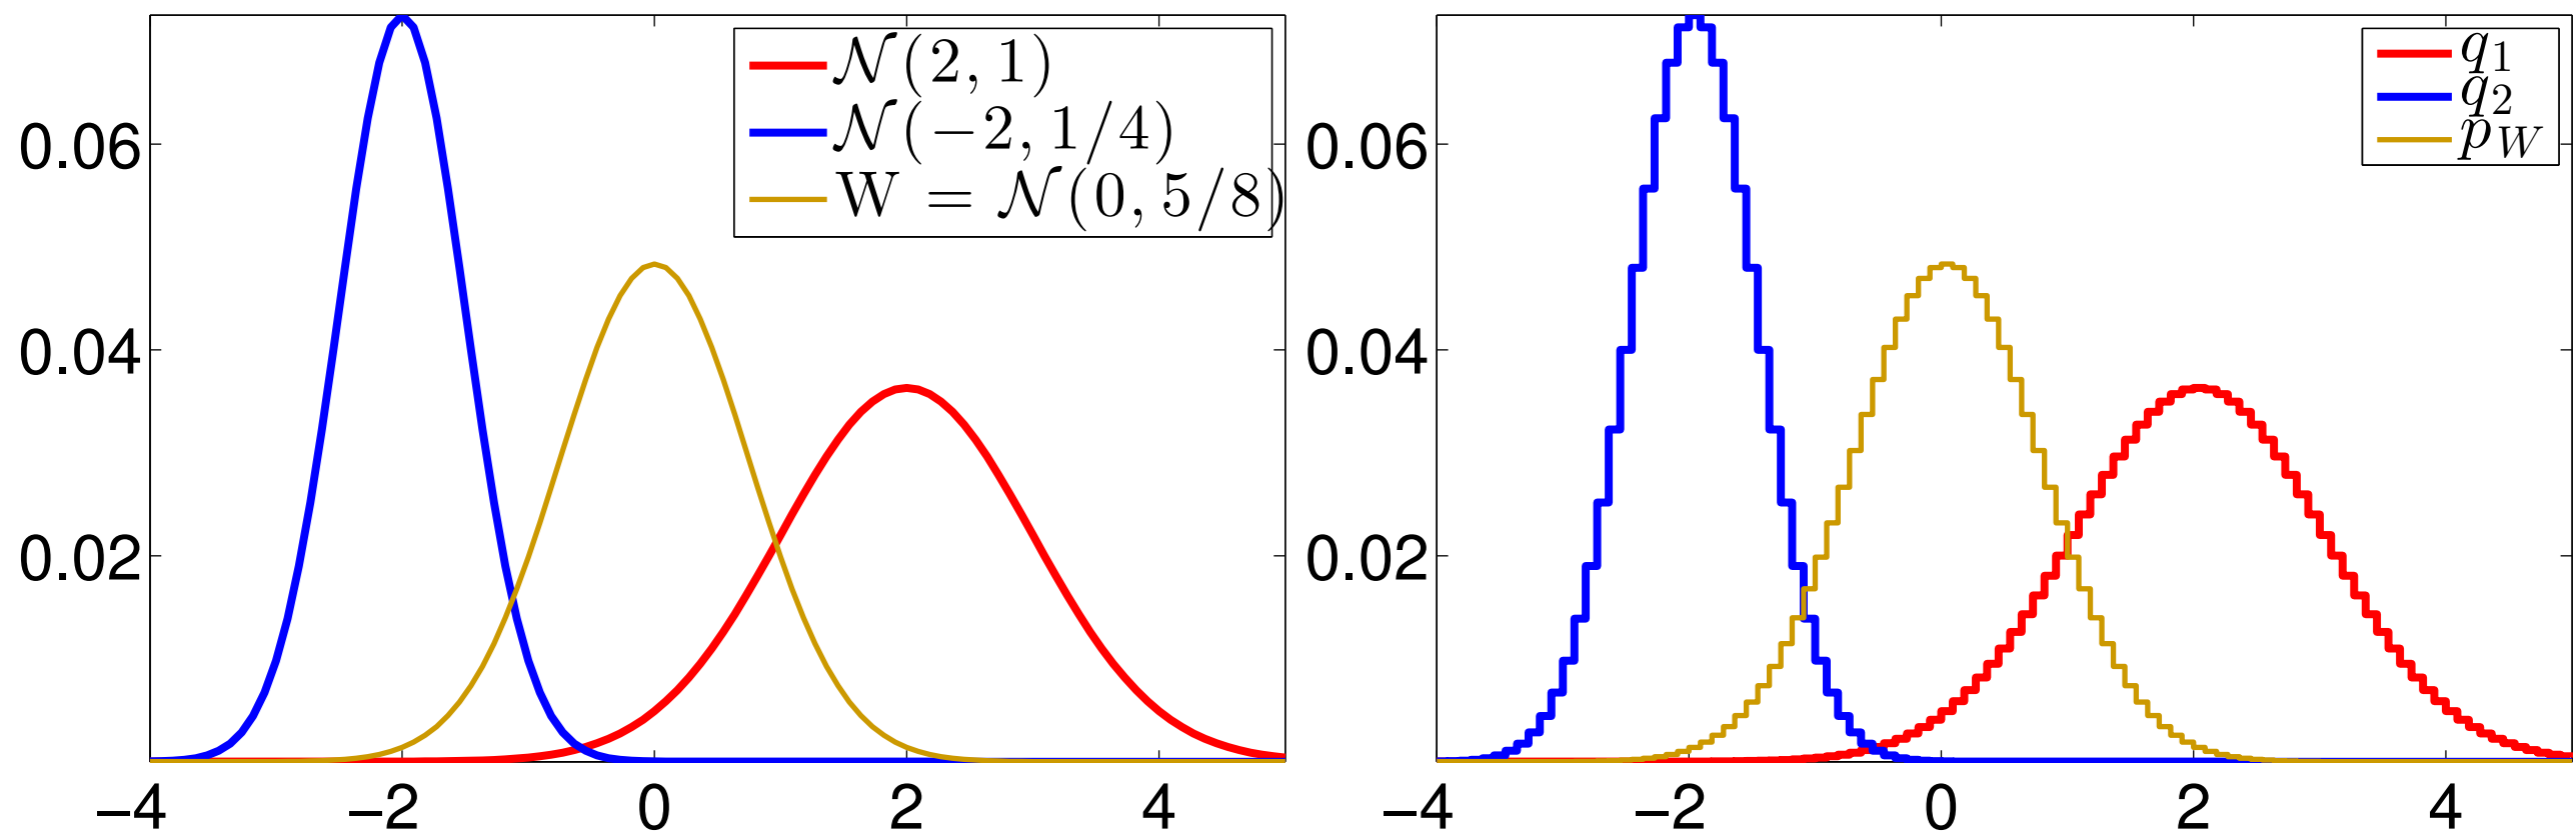 𝒩(2, 1)
𝒩(−2, 1/4)
W = 𝒩(0, 5/8)
0.06
0.04
0.02
−4 −2 0 2 4
q₁
q₂
p_W
0.06
0.04
0.02
−4 −2 0 2 4